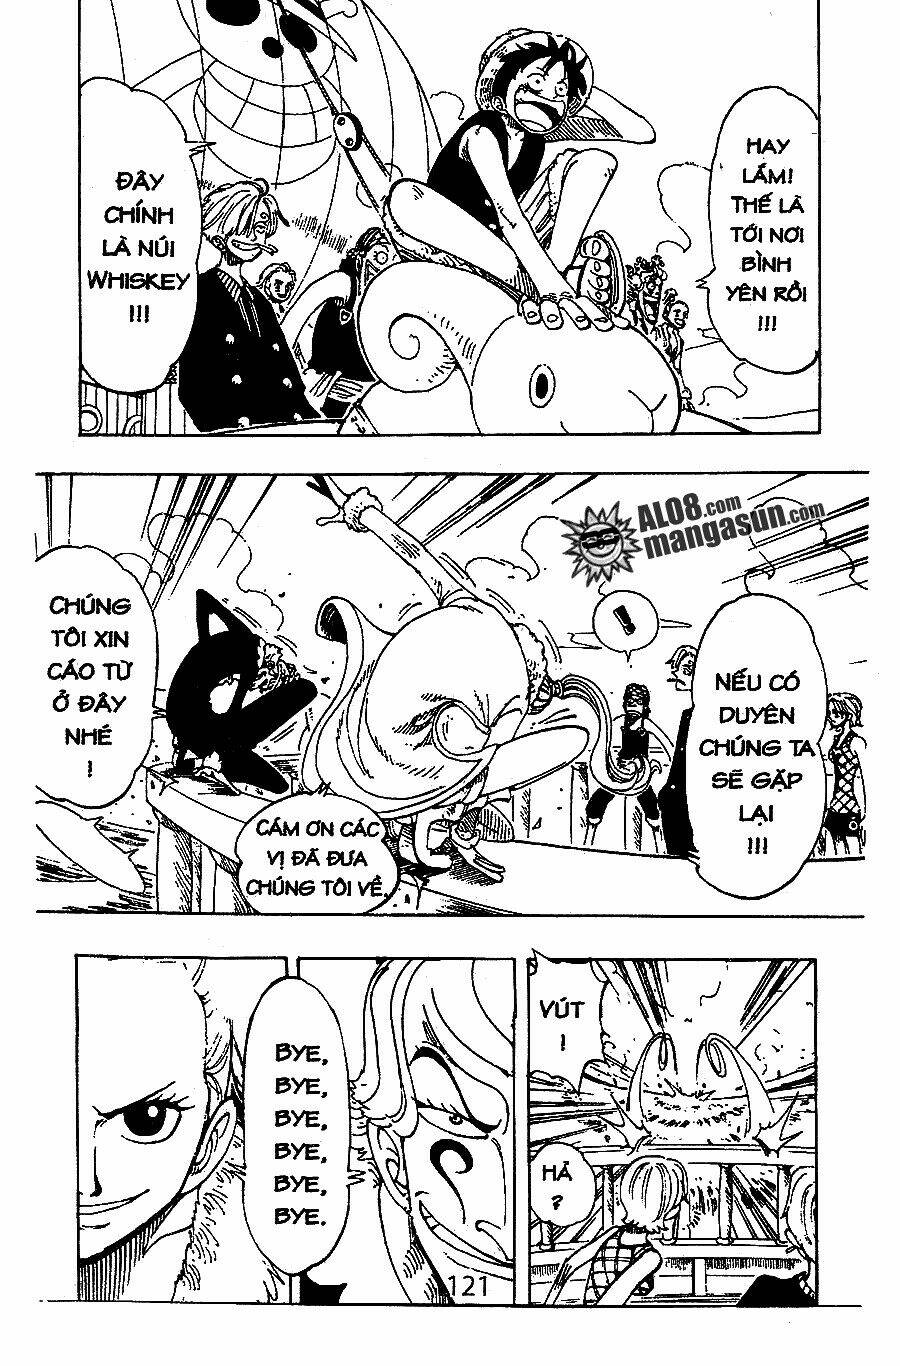 HAY
LẮM!
THẾ LÀ
TỚI NƠI
BÌNH
YÊN RỒI
!!!
ĐÂY
CHÍNH
LÀ NÚI
WHISKEY
!!!
AL08.com
mangasun.com
!
NẾU CÓ
DUYÊN
CHÚNG TA
SẼ GẶP
LẠI
!!!
CHÚNG
TÔI XIN
CÁO TỪ
Ở ĐÂY
NHÉ
!
CÁM ƠN CÁC
VỊ ĐÃ ĐƯA
CHÚNG TÔI VỀ.
VÚT
!
HẢ
?
BYE,
BYE,
BYE,
BYE,
BYE,
BYE.
121